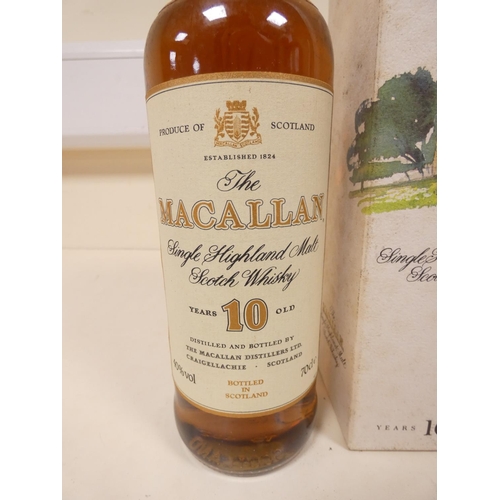 PRODUCE OF SCOTLAND
ESTABLISHED 1824
The
MACALLAN
Single Highland Malt
Scotch Whisky
YEARS 10 OLD
DISTILLED AND BOTTLED BY
THE MACALLAN DISTILLERS LTD.
CRAIGELLACHIE · SCOTLAND
40%vol 70cl
BOTTLED
IN
SCOTLAND
YEARS